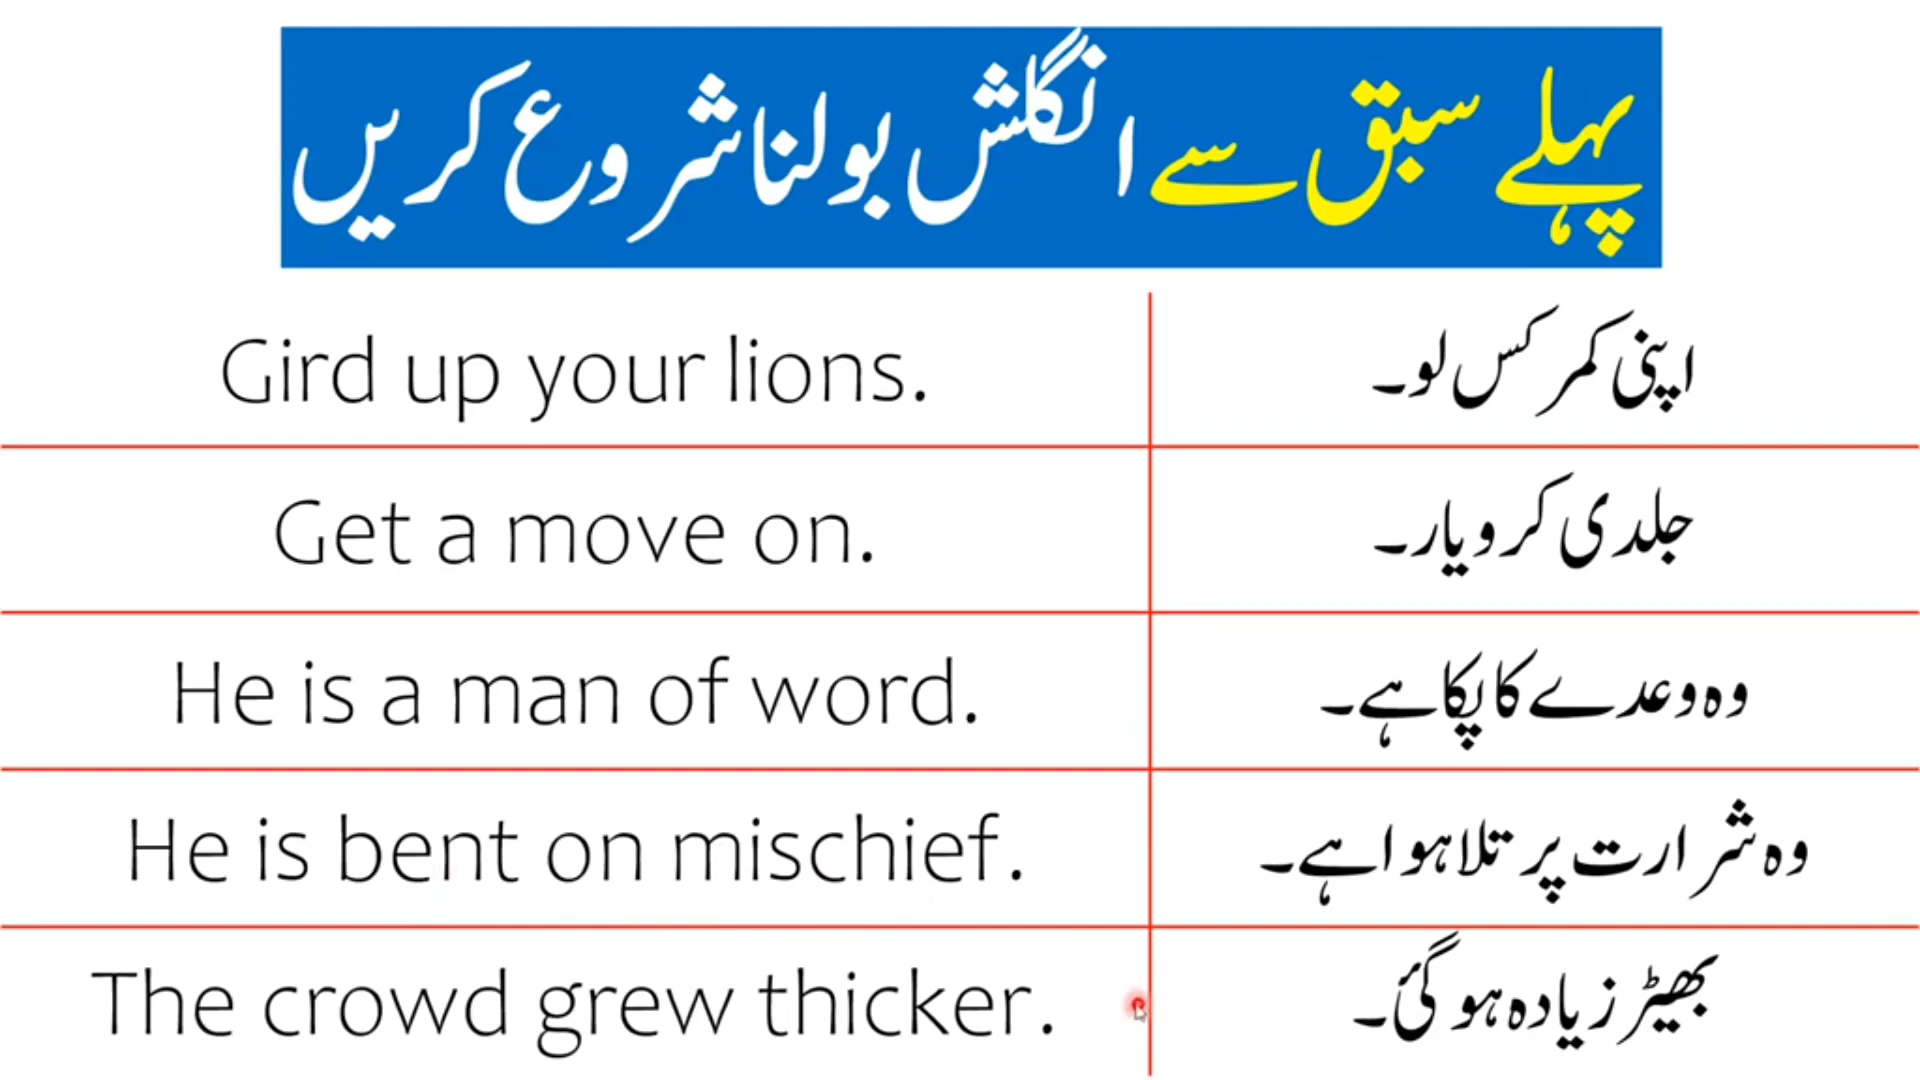 پہلے سبق سے انگلش بولنا شروع کریں
Gird up your lions.
اپنی کمر کس لو۔
Get a move on.
جلدی کرو یار۔
He is a man of word.
وہ وعدے کا پکا ہے۔
He is bent on mischief.
وہ شرارت پر تلا ہوا ہے۔
The crowd grew thicker.
بھیڑ زیادہ ہو گئی۔